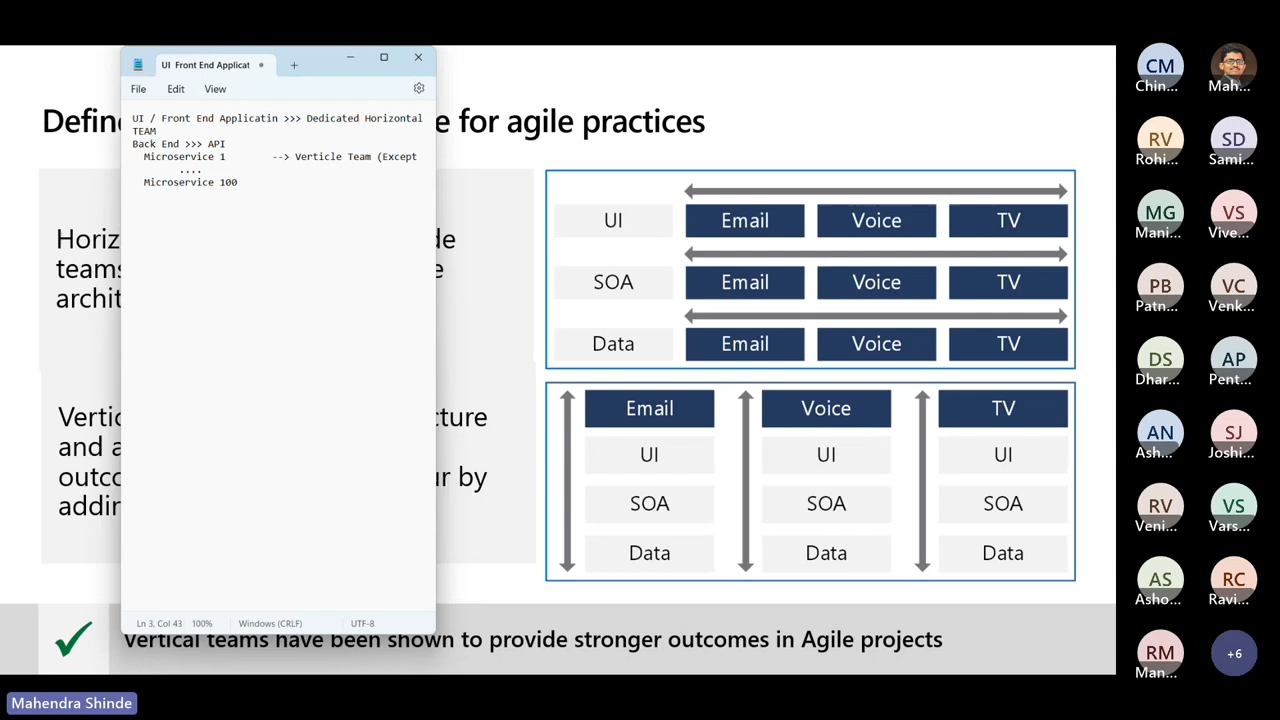 UI Front End Applicat
File Edit View
UI / Front End Applicatin >>> Dedicated Horizontal
TEAM
Back End >>> API
Microservice 1 --> Verticle Team (Except
....
Microservice 100
Ln 3, Col 43 100% Windows (CRLF) UTF-8
Define
e for agile practices
Horiz
de
teams
e
archit
Vertic
cture
and a
outco
ur by
addin
UI Email Voice TV
SOA Email Voice TV
Data Email Voice TV
Email Voice TV
UI UI UI
SOA SOA SOA
Data Data Data
Vertical teams have been shown to provide stronger outcomes in Agile projects
CM
Chin...
Mah...
RV
Rohi...
SD
Sami...
MG
Mani...
VS
Vive...
PB
Patn...
VC
Venk...
DS
Dhar...
AP
Pent...
AN
Ash...
SJ
Joshi...
RV
Veni...
VS
Vars...
AS
Asho...
RC
Ravi...
RM
Man...
+6
Mahendra Shinde